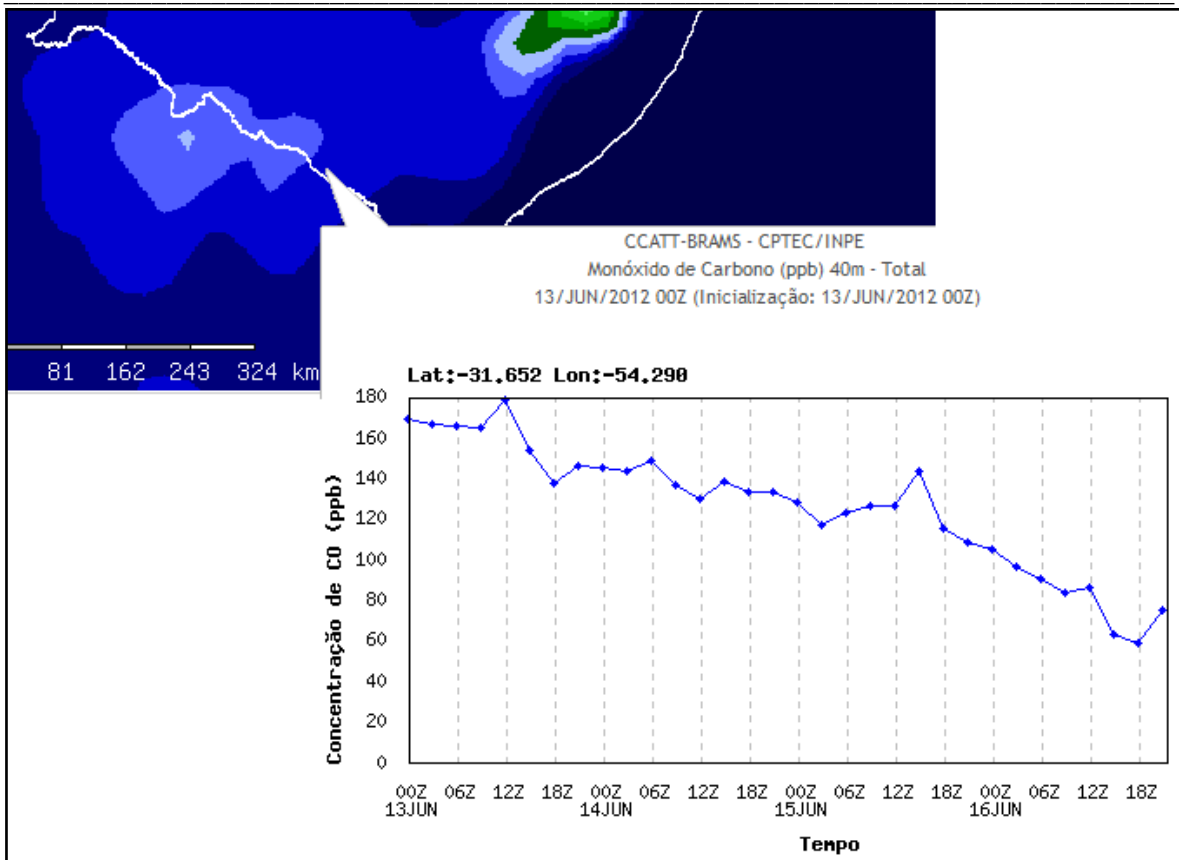 CCATT-BRAMS - CPTEC/INPE
Monóxido de Carbono (ppb) 40m - Total
13/JUN/2012 00Z (Inicialização: 13/JUN/2012 00Z)
81 162 243 324 km
Lat:-31.652 Lon:-54.290
180
160
140
120
100
80
60
40
20
0
Concentração de CO (ppb)
00Z 06Z 12Z 18Z 00Z 06Z 12Z 18Z 00Z 06Z 12Z 18Z 00Z 06Z 12Z 18Z
13JUN 14JUN 15JUN 16JUN
Tempo